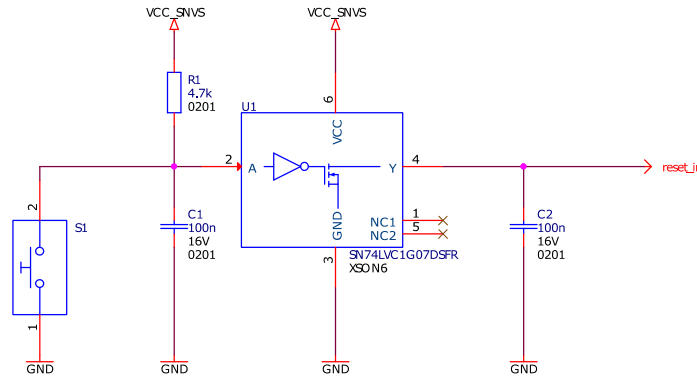 VCC_SNVS
VCC_SNVS
R1
4.7k
0201
U1
6
VCC
2
A
Y
4
reset_in
2
S1
1
C1
100n
16V
0201
GND
NC1
1
NC2
5
C2
100n
16V
0201
3
SN74LVC1G07DSFR
XSON6
GND
GND
GND
GND